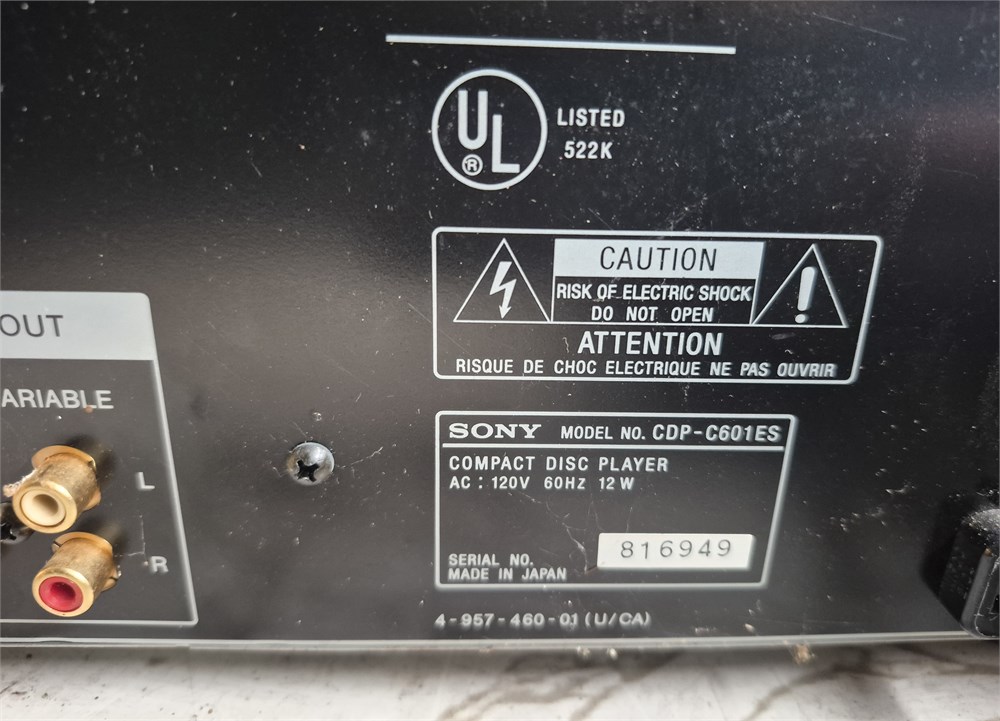 UL
®
LISTED
522K
CAUTION
RISK OF ELECTRIC SHOCK
DO NOT OPEN
ATTENTION
RISQUE DE CHOC ELECTRIQUE NE PAS OUVRIR
OUT
ARIABLE
L
R
SONY MODEL NO. CDP-C601ES
COMPACT DISC PLAYER
AC : 120V 60HZ 12W
SERIAL NO. 816949
MADE IN JAPAN
4-957-460-01 (U/CA)